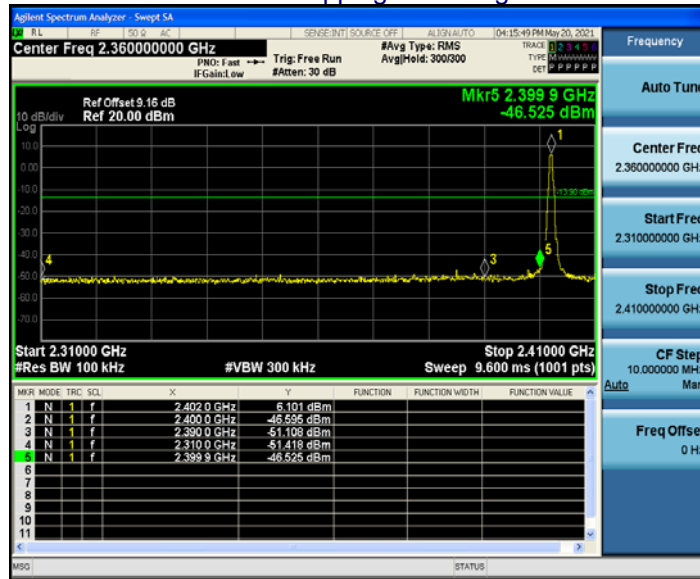 Agilent Spectrum Analyzer - Swept SA
RL RF 50 Ω AC SENSE:INT SOURCE OFF ALIGNAUTO 04:15:49 PM May 20, 2021
Center Freq 2.360000000 GHz #Avg Type: RMS TRACE 1 2 3 4 5 6
PNO: Fast Trig: Free Run Avg|Hold: 300/300 TYPE M
IFGain:Low #Atten: 30 dB DET P P P P P P
Frequency
Auto Tune
Center Freq
2.360000000 GHz
Start Freq
2.310000000 GHz
Stop Freq
2.410000000 GHz
CF Step
10.000000 MHz
Auto Man
Freq Offset
0 Hz
Mkr5 2.399 9 GHz
-46.525 dBm
Ref Offset 9.16 dB
10 dB/div Ref 20.00 dBm
Log
10.0
0.00
-10.0
-20.0
-30.0
-40.0
-50.0
-60.0
-70.0
-13.90 dBm
1
5
3
4
Start 2.31000 GHz Stop 2.41000 GHz
#Res BW 100 kHz #VBW 300 kHz Sweep 9.600 ms (1001 pts)
MKR MODE TRC SCL X Y FUNCTION FUNCTION WIDTH FUNCTION VALUE
1 N 1 f 2.402 0 GHz 6.101 dBm
2 N 1 f 2.400 0 GHz -46.595 dBm
3 N 1 f 2.390 0 GHz -51.108 dBm
4 N 1 f 2.310 0 GHz -51.418 dBm
5 N 1 f 2.399 9 GHz -46.525 dBm
6
7
8
9
10
11
MSG STATUS